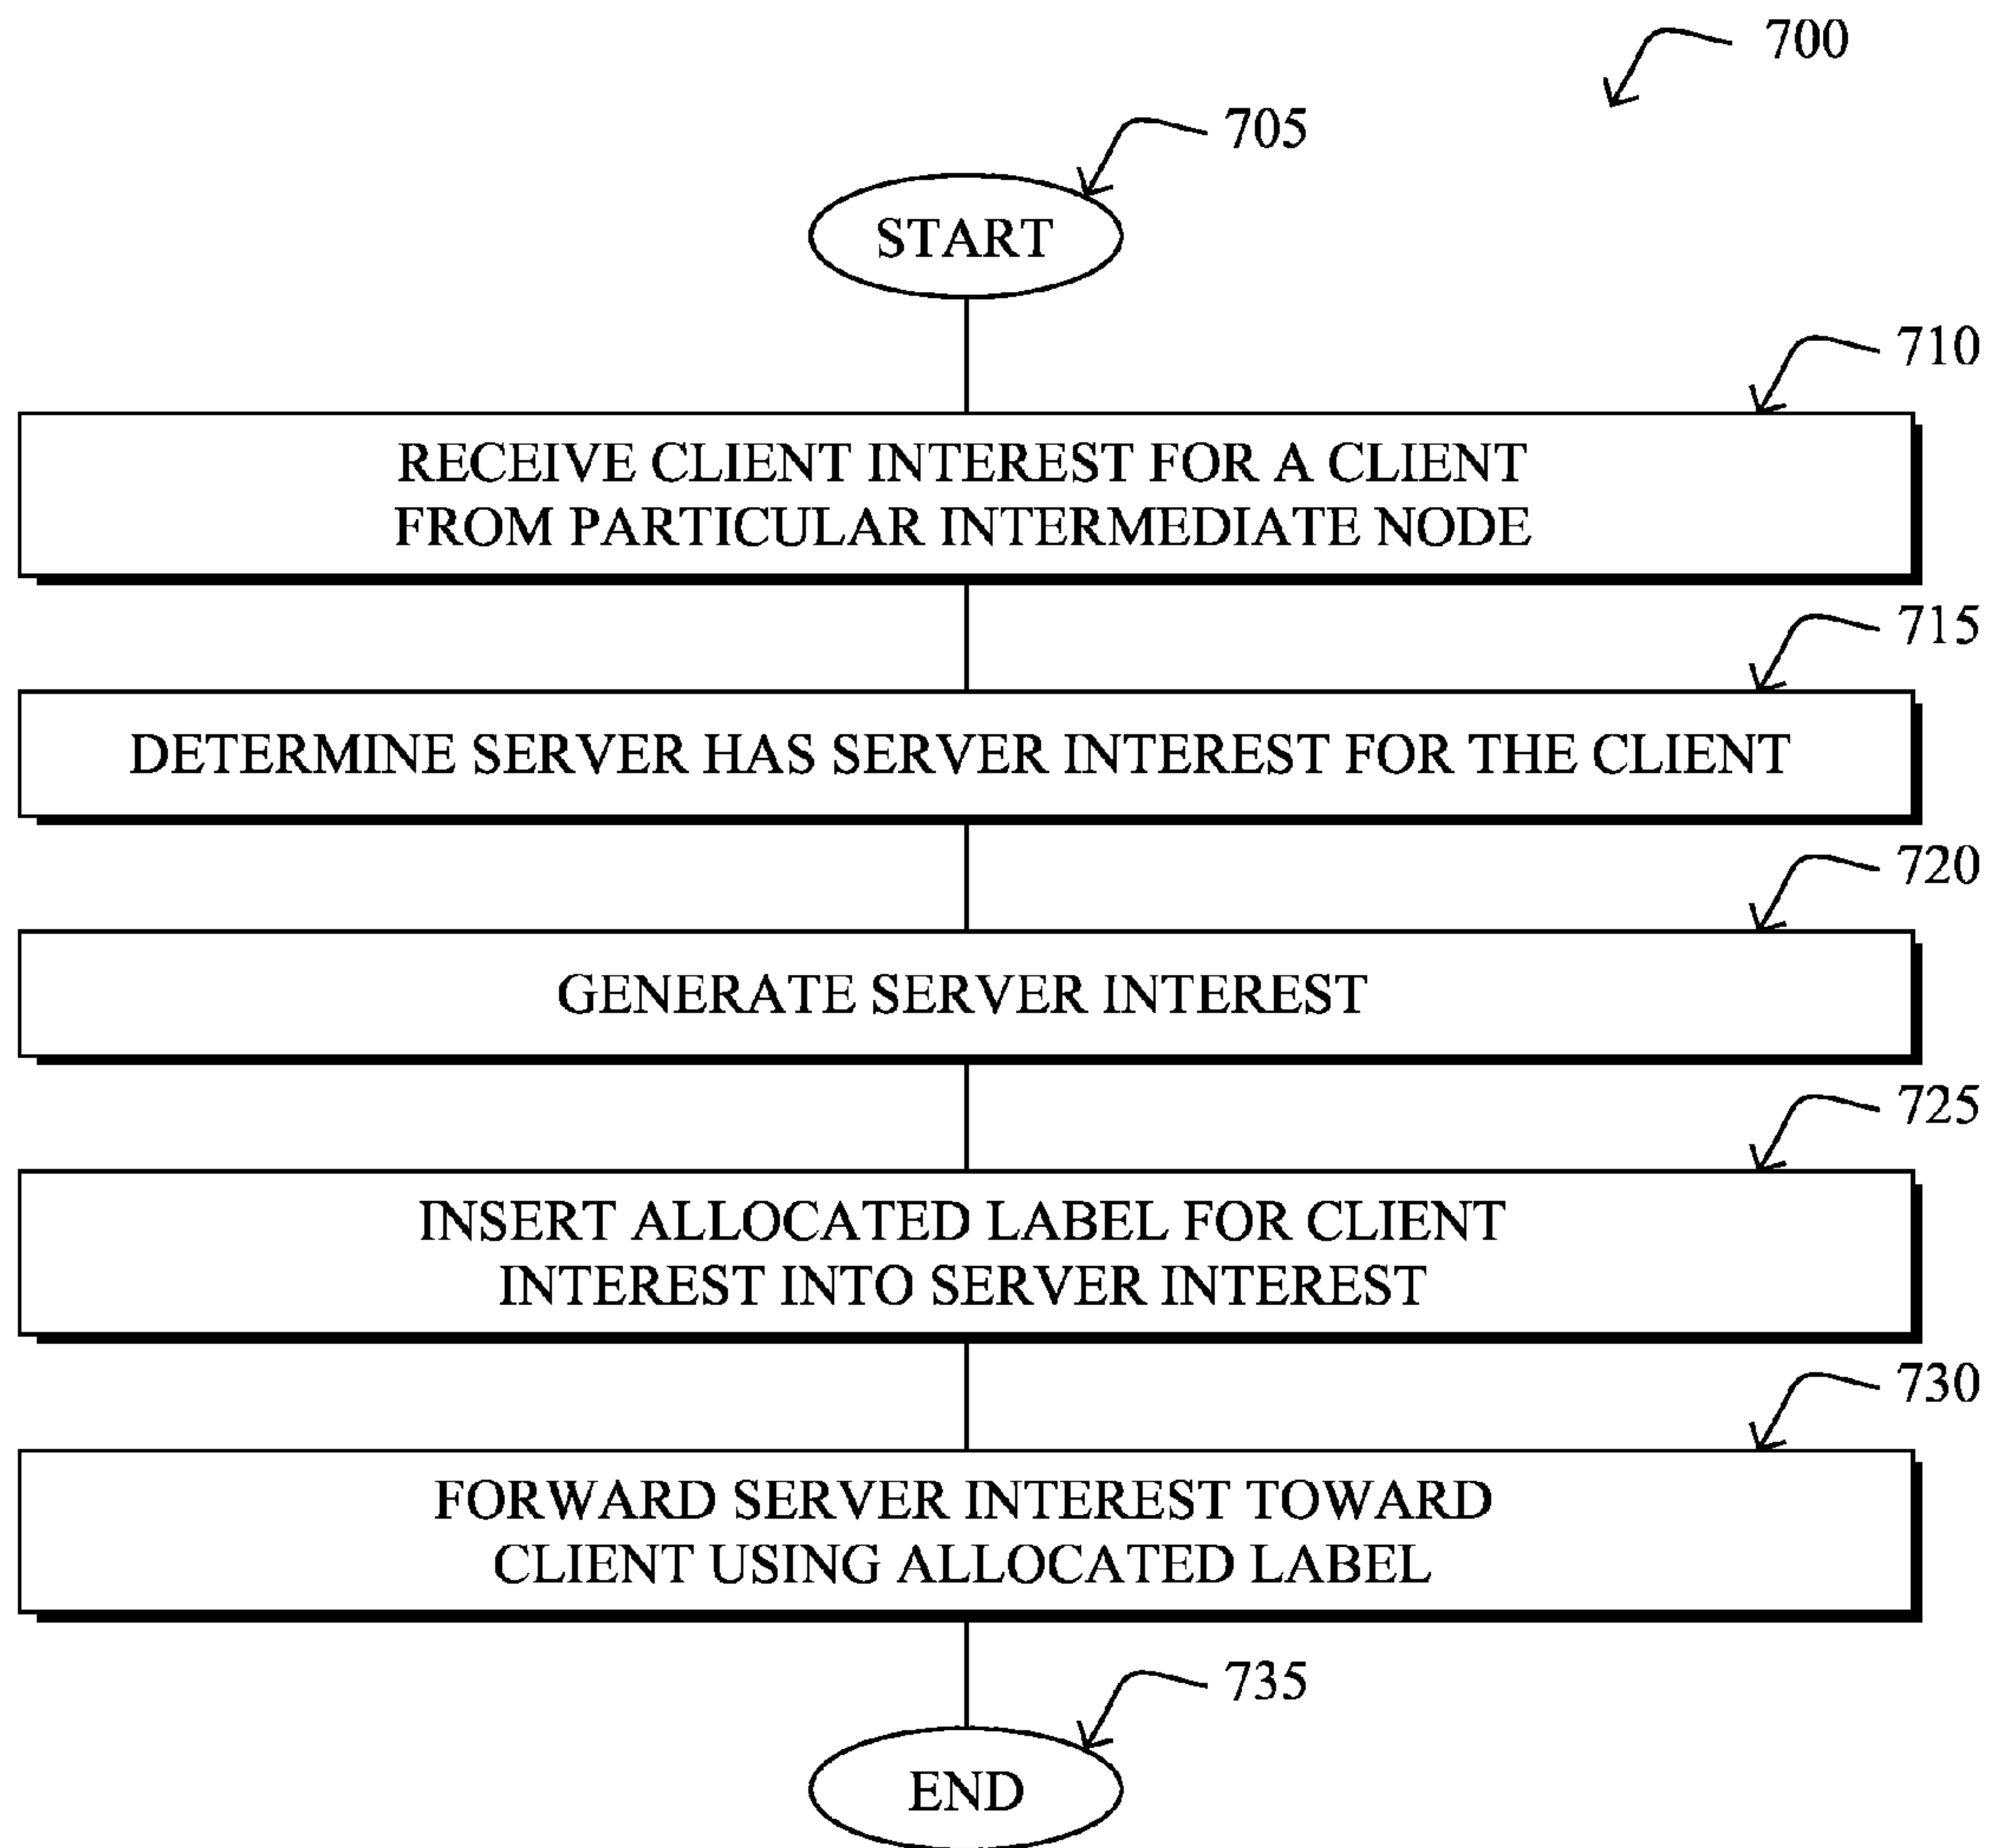 700
705
START
710
RECEIVE CLIENT INTEREST FOR A CLIENT
FROM PARTICULAR INTERMEDIATE NODE
715
DETERMINE SERVER HAS SERVER INTEREST FOR THE CLIENT
720
GENERATE SERVER INTEREST
725
INSERT ALLOCATED LABEL FOR CLIENT
INTEREST INTO SERVER INTEREST
730
FORWARD SERVER INTEREST TOWARD
CLIENT USING ALLOCATED LABEL
735
END